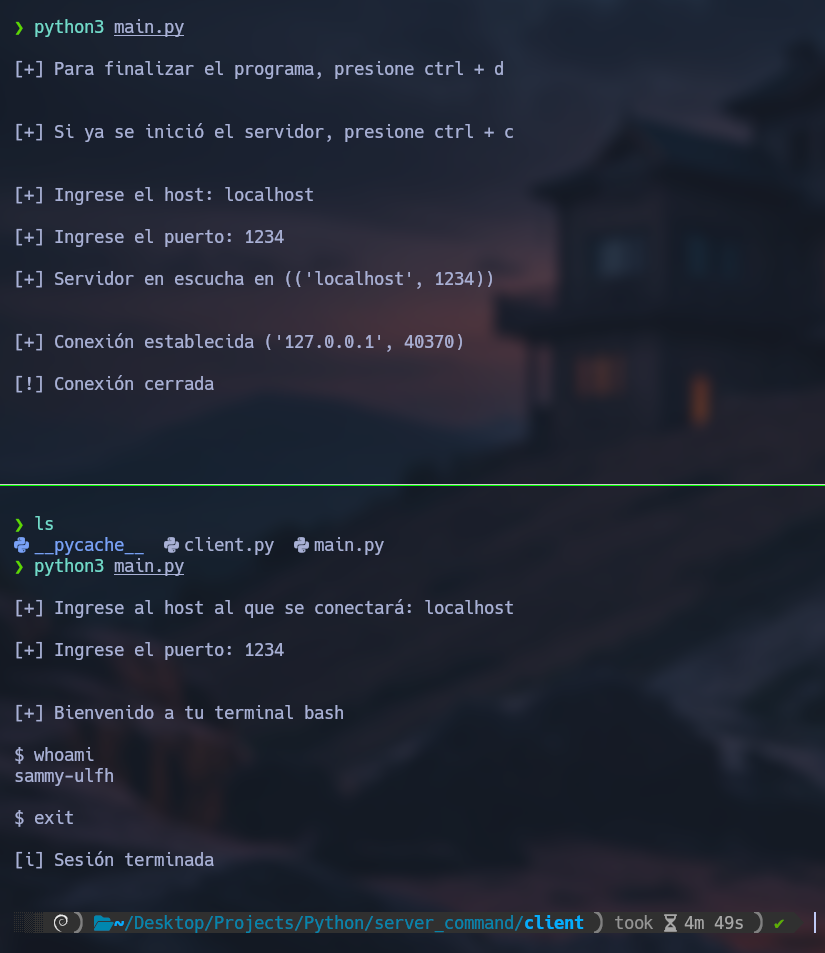 ❯ python3 main.py
[+] Para finalizar el programa, presione ctrl + d
[+] Si ya se inició el servidor, presione ctrl + c
[+] Ingrese el host: localhost
[+] Ingrese el puerto: 1234
[+] Servidor en escucha en (('localhost', 1234))
[+] Conexión establecida ('127.0.0.1', 40370)
[!] Conexión cerrada
❯ ls
__pycache__ client.py main.py
❯ python3 main.py
[+] Ingrese al host al que se conectará: localhost
[+] Ingrese el puerto: 1234
[+] Bienvenido a tu terminal bash
$ whoami
sammy-ulfh
$ exit
[i] Sesión terminada
~/Desktop/Projects/Python/server_command/client ) took 4m 49s ) ✔